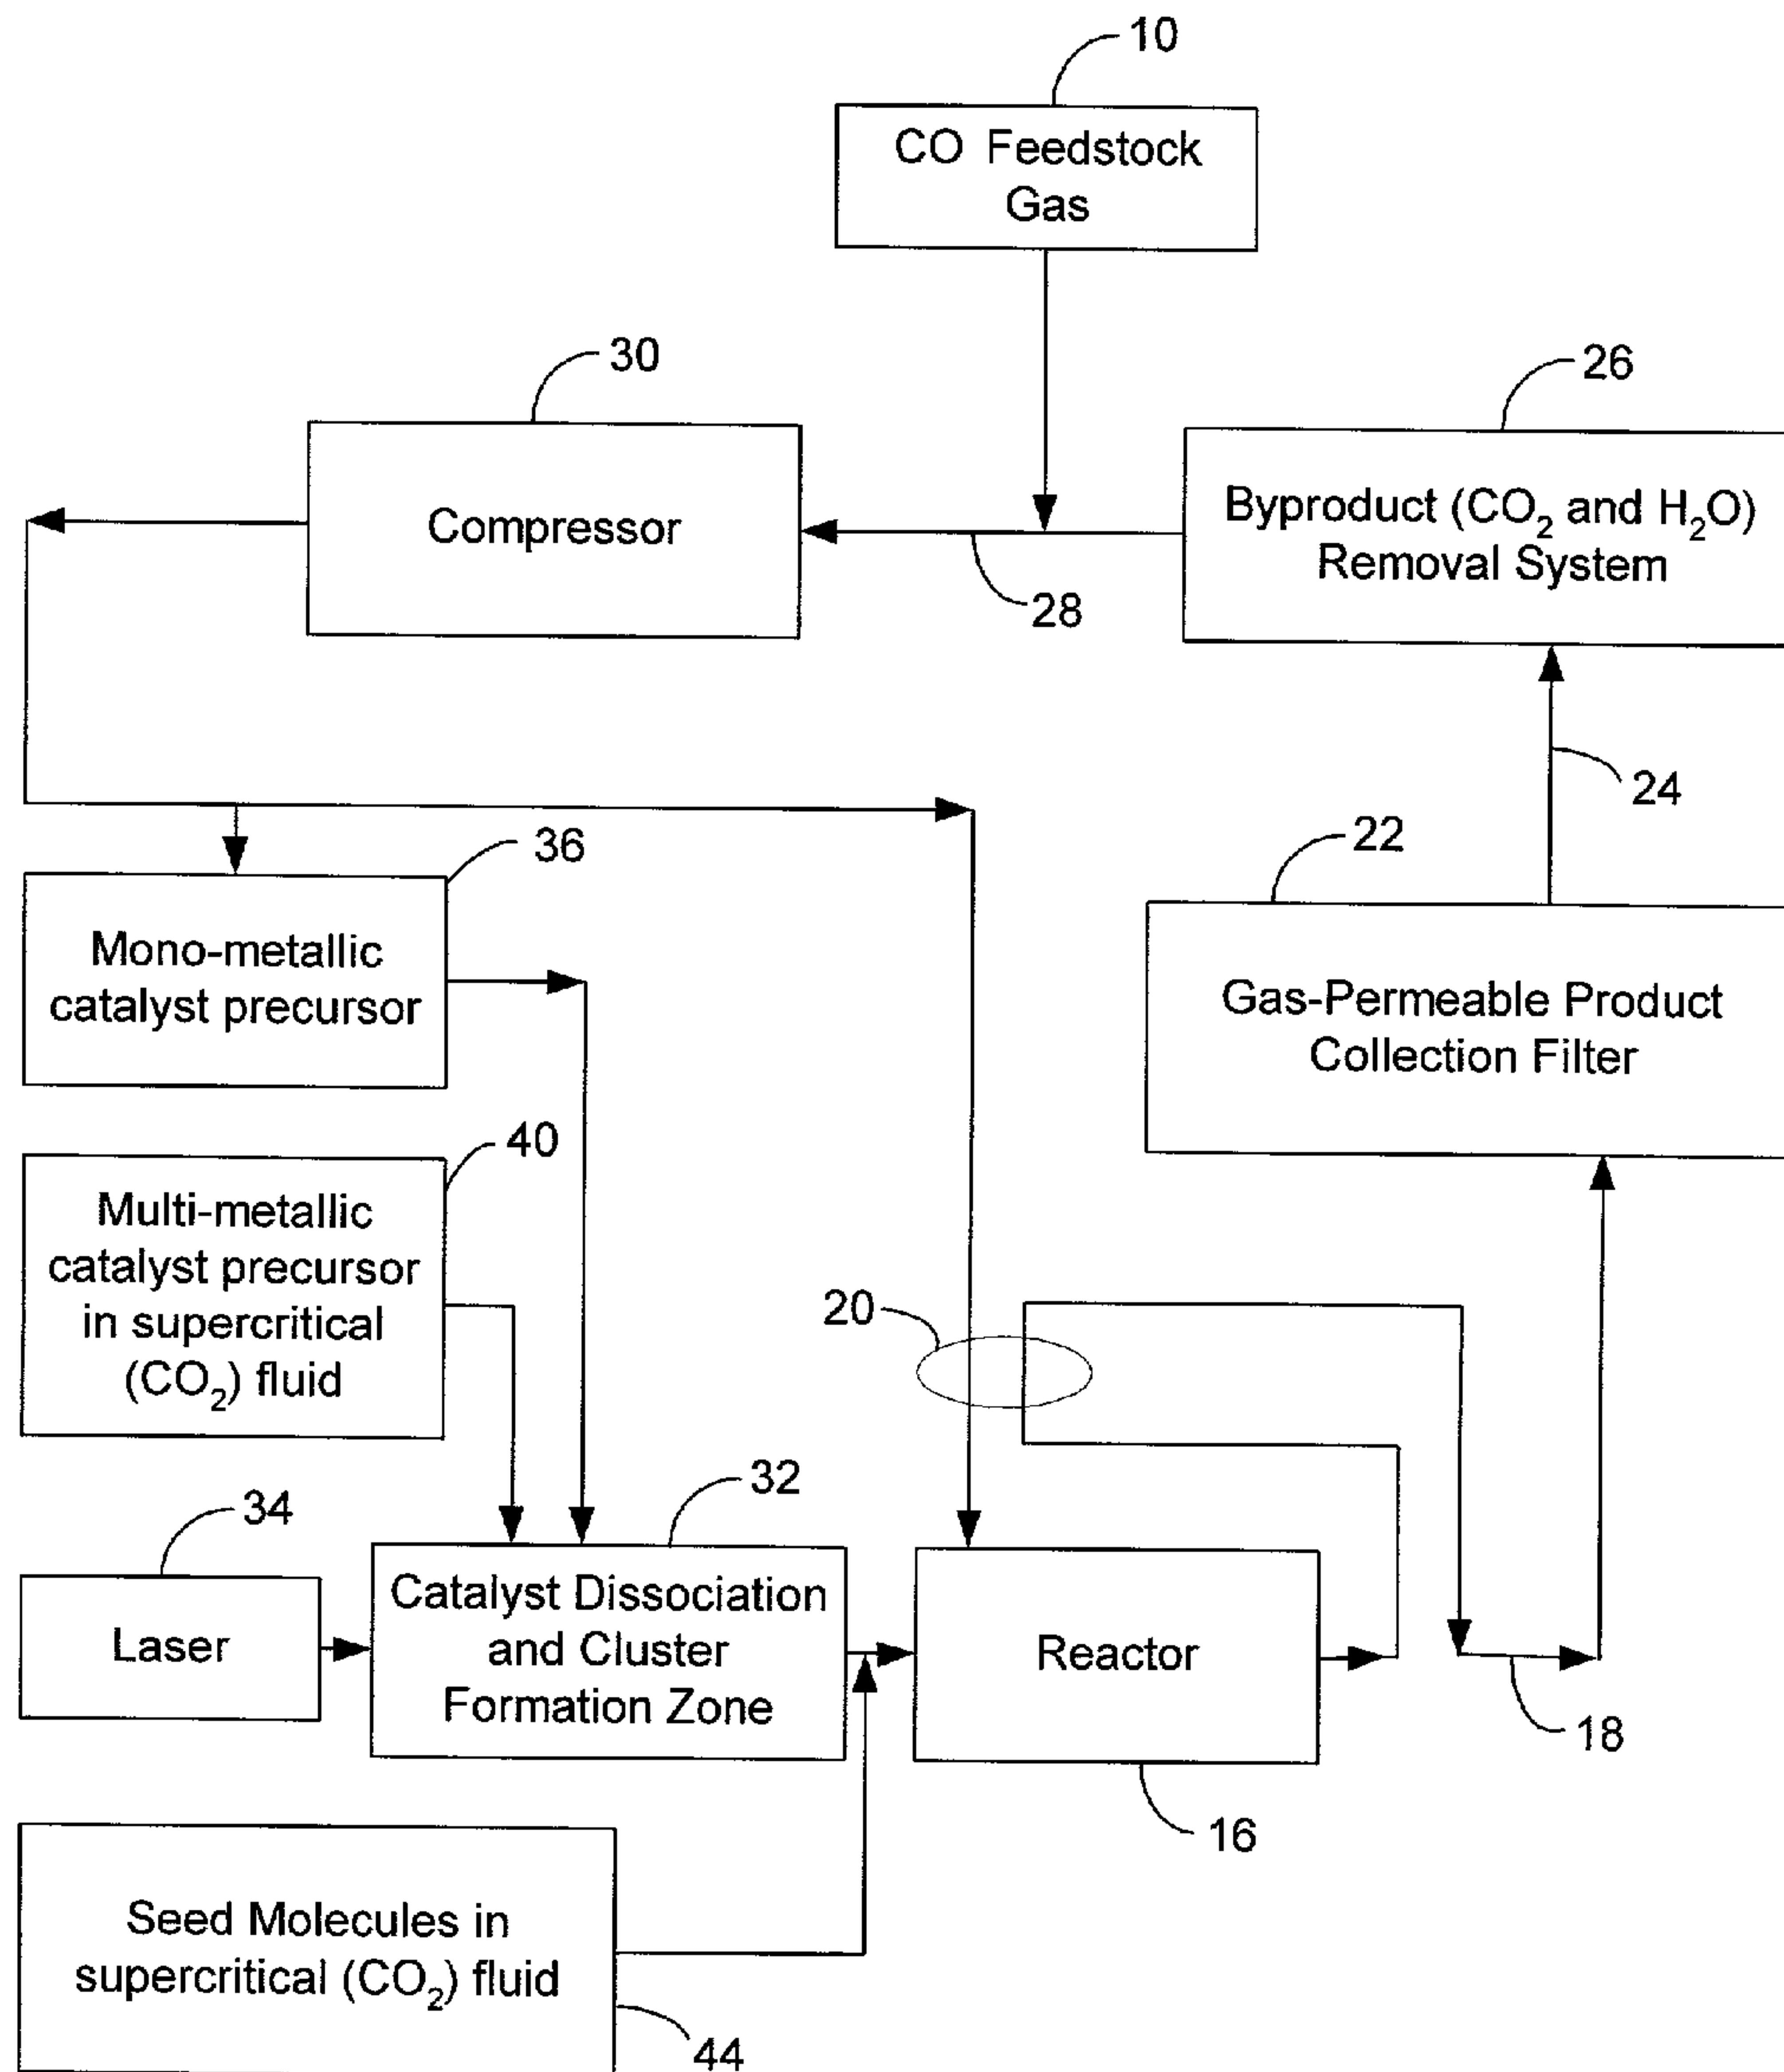 10
CO Feedstock
Gas
30
26
Compressor
Byproduct (CO₂ and H₂O)
Removal System
28
24
36
22
Mono-metallic
catalyst precursor
Gas-Permeable Product
Collection Filter
40
Multi-metallic
catalyst precursor
in supercritical
(CO₂) fluid
20
34
32
Laser
Catalyst Dissociation
and Cluster
Formation Zone
Reactor
18
16
Seed Molecules in
supercritical (CO₂) fluid
44